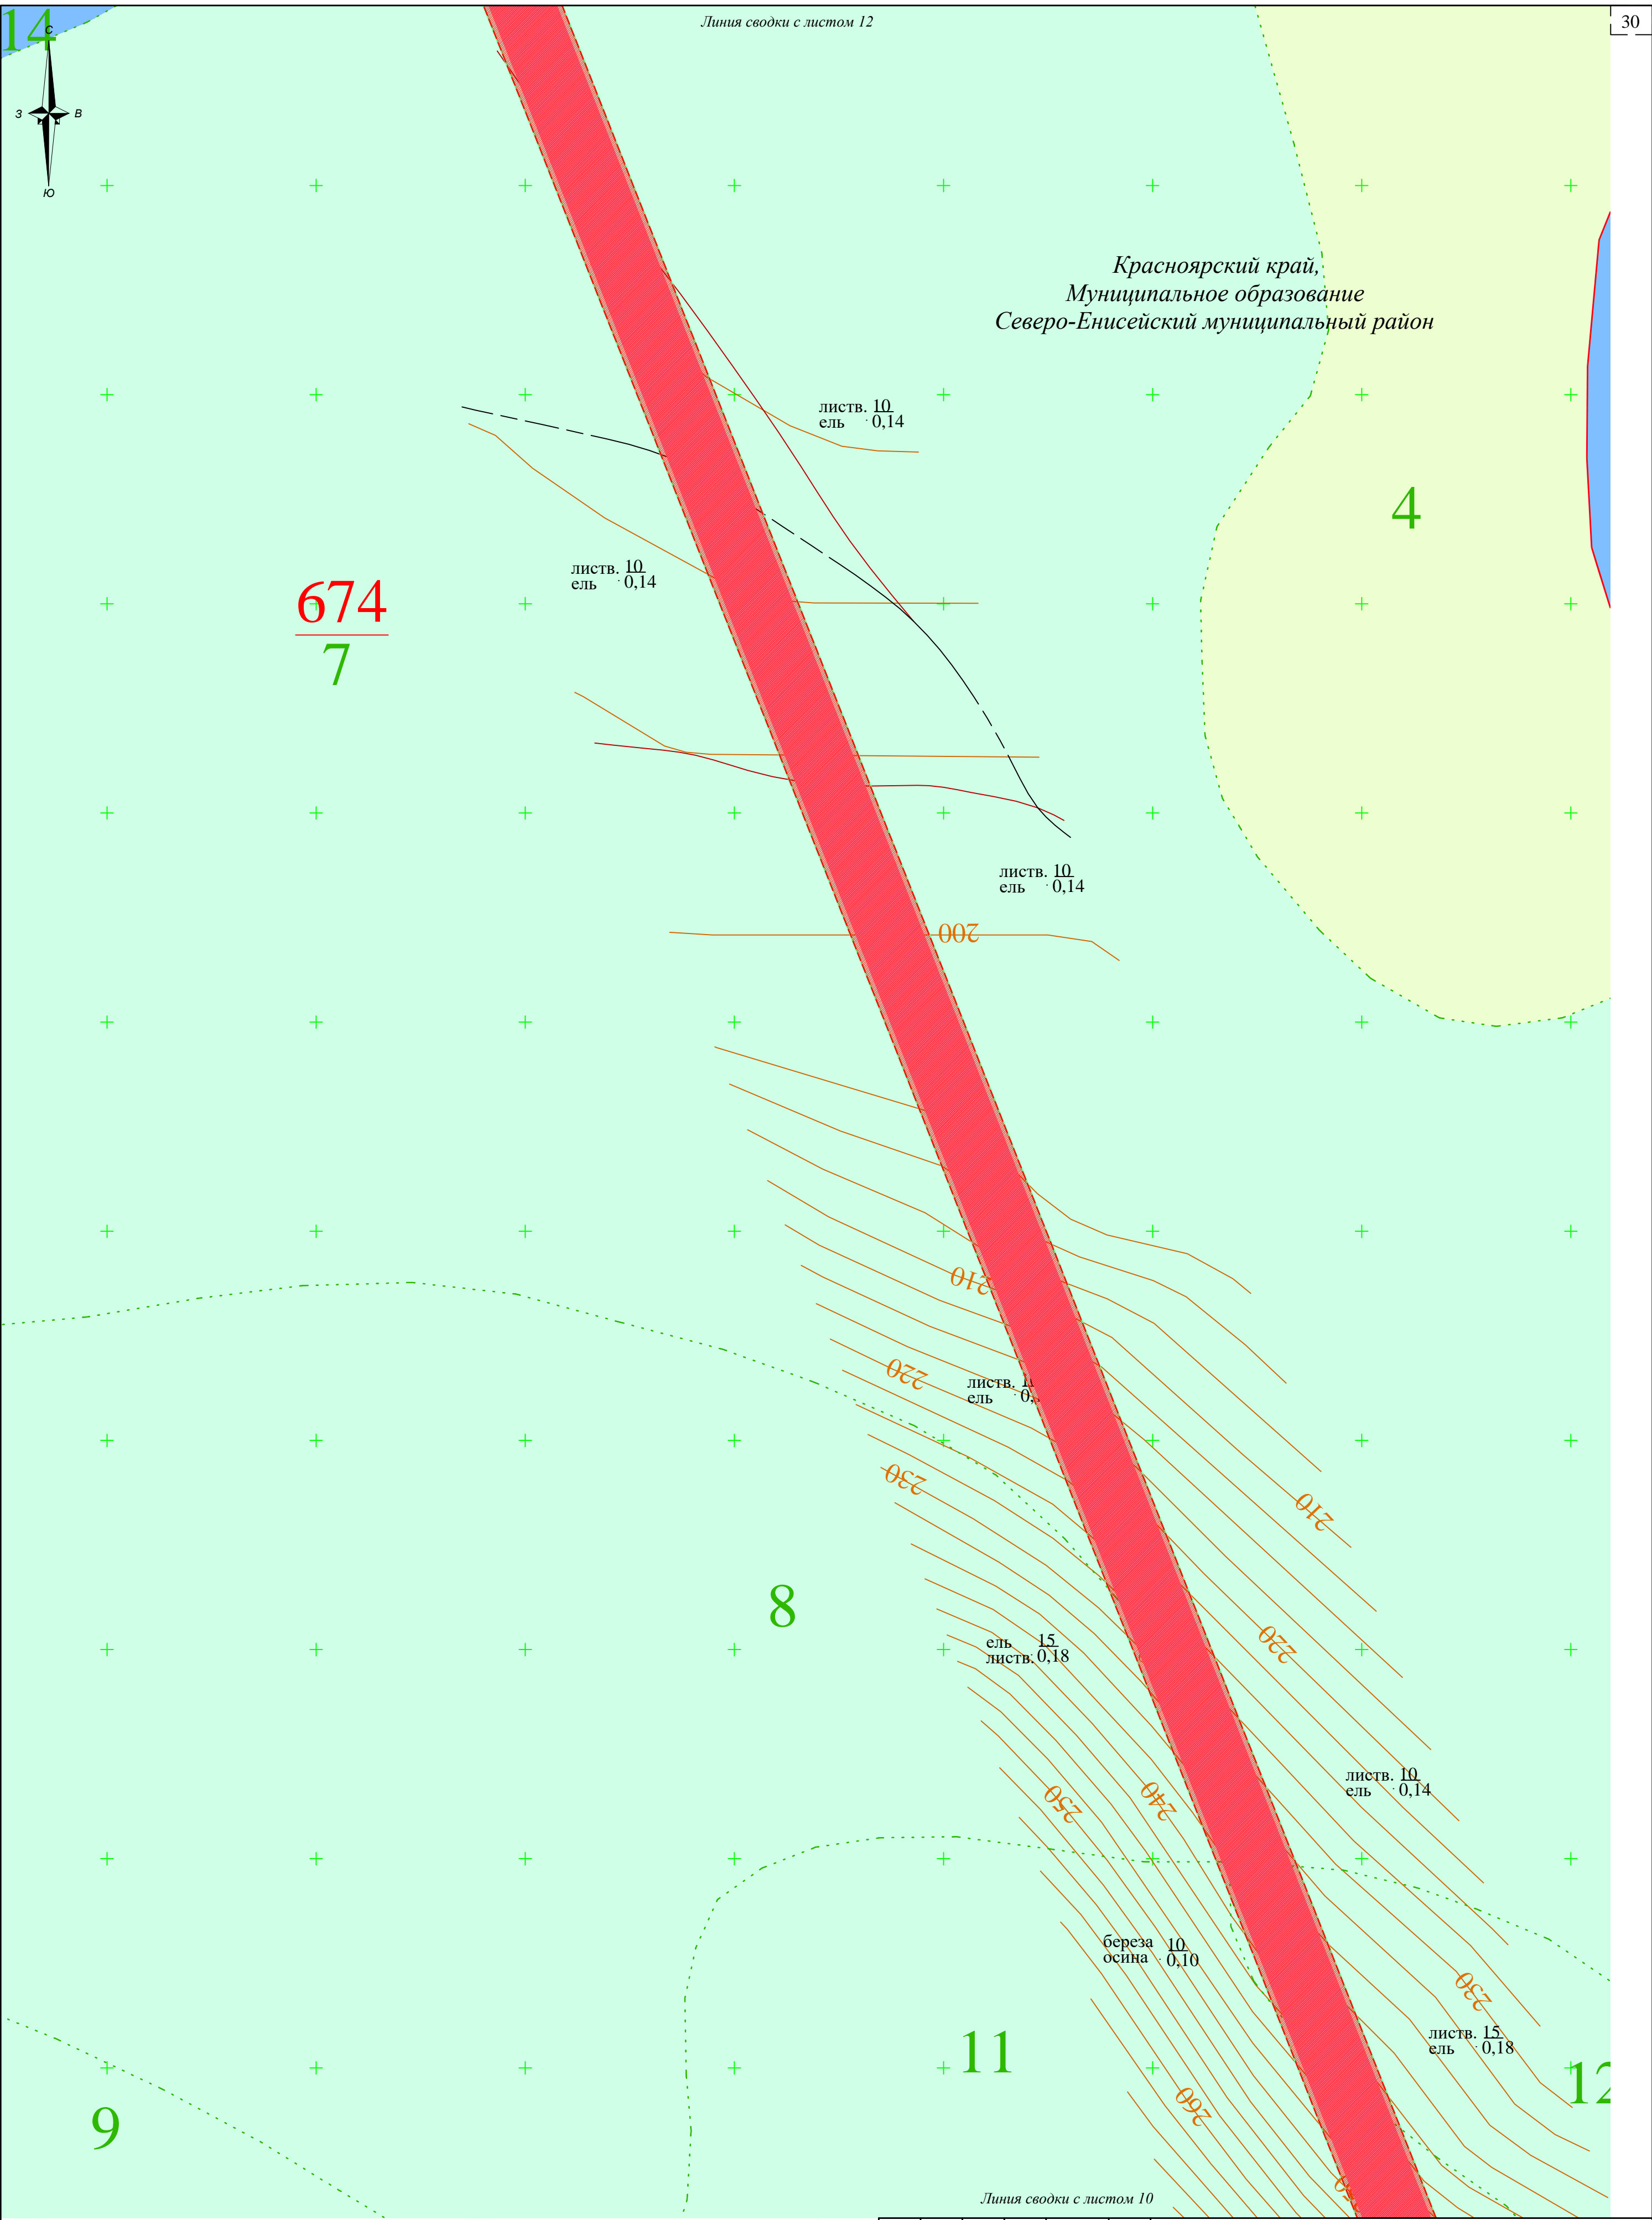 Линия сводки с листом 12
30
14
С
З
В
Ю
Красноярский край,
Муниципальное образование
Северо-Енисейский муниципальный район
листв. 10
ель 0,14
4
листв. 10
ель 0,14
674
7
листв. 10
ель 0,14
200
210
220
листв.
ель
230
210
8
ель 15
листв. 0,18
220
листв. 10
ель 0,14
250
240
береза 10
осина 0,10
230
листв. 15
ель 0,18
11
12
9
260
Линия сводки с листом 10